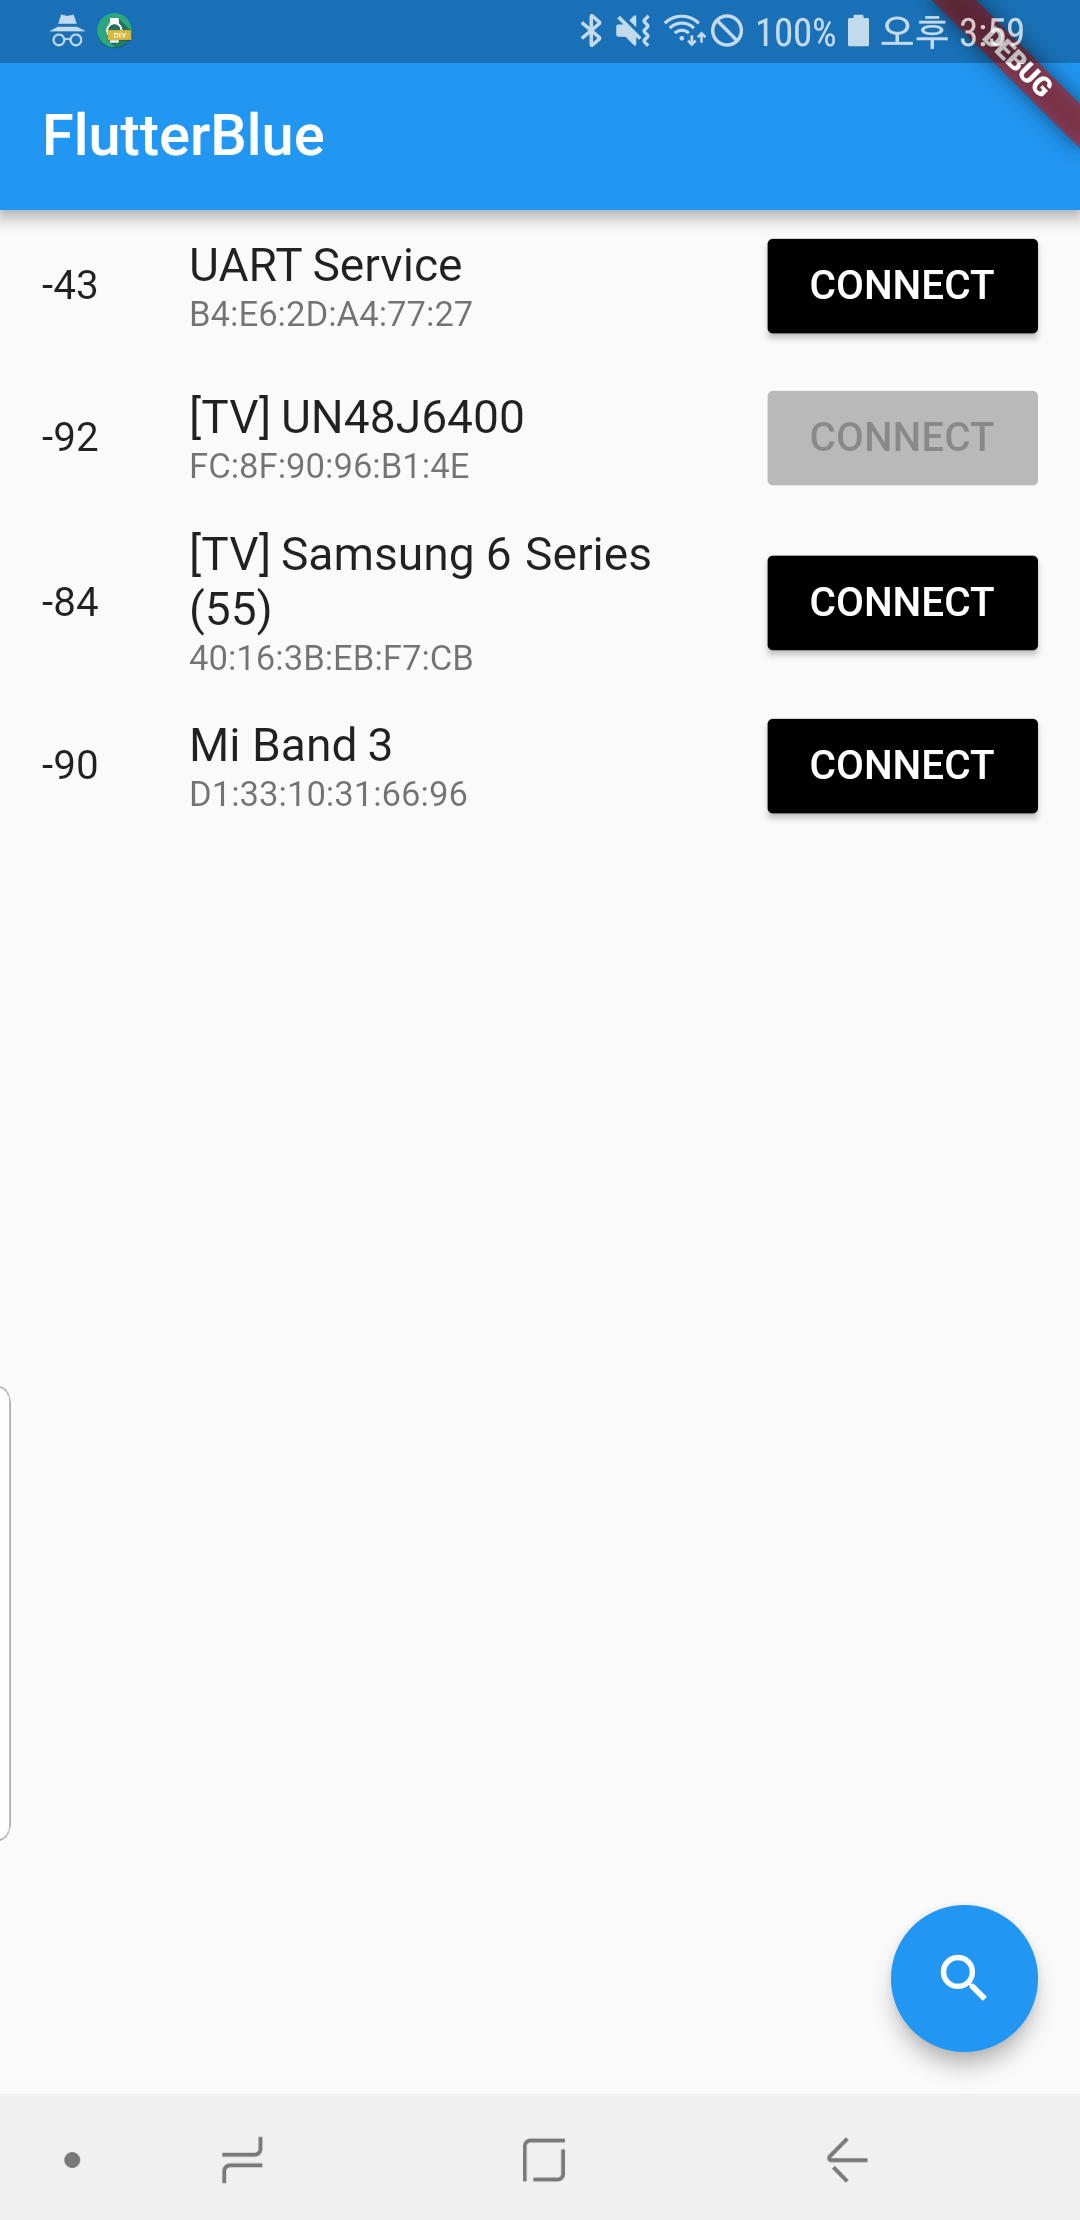 DEV
100% 오후 3:59
DEBUG
FlutterBlue
-43
UART Service
B4:E6:2D:A4:77:27
CONNECT
-92
[TV] UN48J6400
FC:8F:90:96:B1:4E
CONNECT
-84
[TV] Samsung 6 Series
(55)
40:16:3B:EB:F7:CB
CONNECT
-90
Mi Band 3
D1:33:10:31:66:96
CONNECT